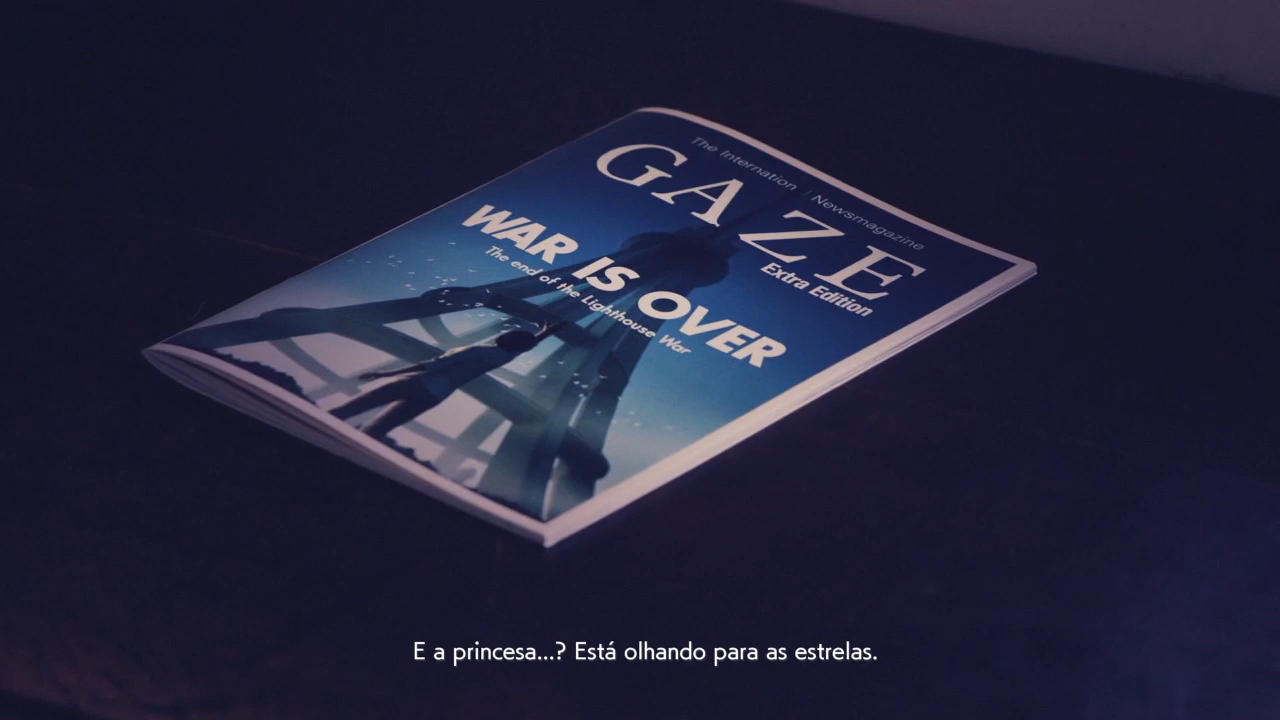 The Internation Newsmagazine
GAZE
Extra Edition
WAR IS OVER
The end of the Lighthouse War
E a princesa...? Está olhando para as estrelas.